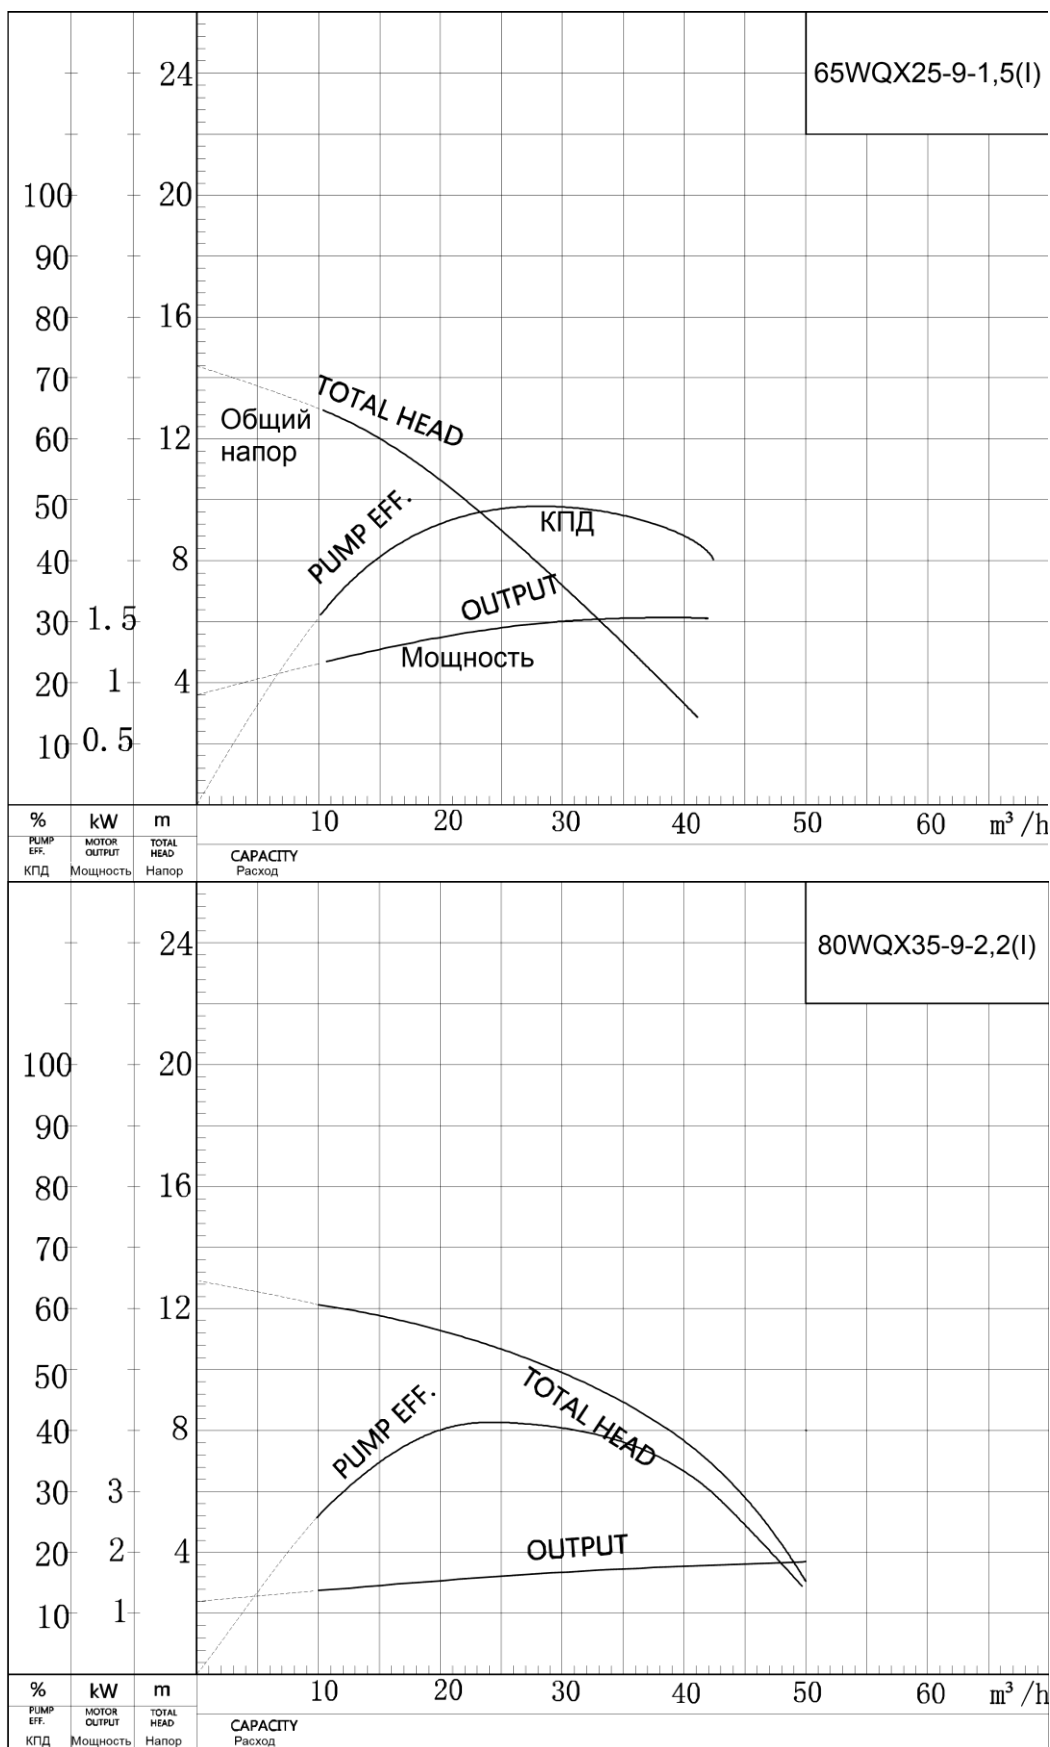 65WQX25-9-1,5(I)
24
100 20
90
80 16
70
TOTAL HEAD
Общий
напор
60 12
50
PUMP EFF.
КПД
40 8
OUTPUT
30 1.5
Мощность
20 1 4
10 0.5
% kW m 10 20 30 40 50 60 m³/h
PUMP EFF. MOTOR OUTPUT TOTAL HEAD CAPACITY
КПД Мощность Напор Расход
80WQX35-9-2,2(I)
24
100 20
90
80 16
70
60 12
50
TOTAL HEAD
PUMP EFF.
40 8
30 3
OUTPUT
20 2 4
10 1
% kW m 10 20 30 40 50 60 m³/h
PUMP EFF. MOTOR OUTPUT TOTAL HEAD CAPACITY
КПД Мощность Напор Расход